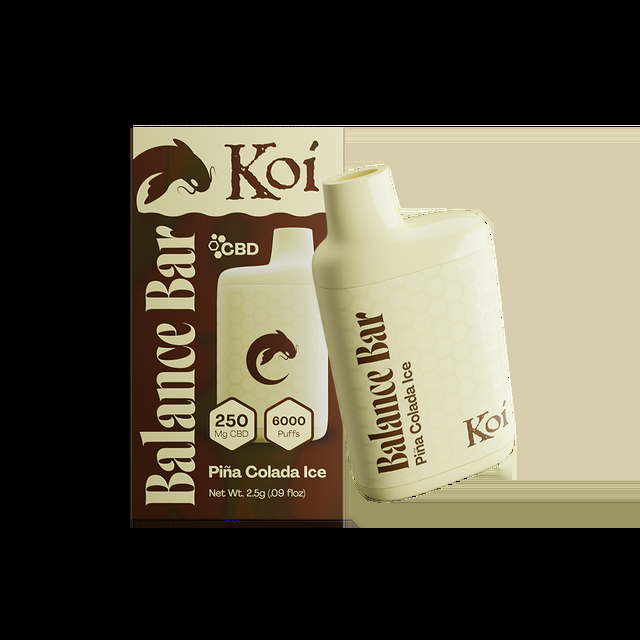 Koi
Balance Bar
CBD
250
Mg CBD
6000
Puffs
Piña Colada Ice
Net Wt. 2.5g (.09 floz)
Balance Bar
Piña Colada Ice
Koi